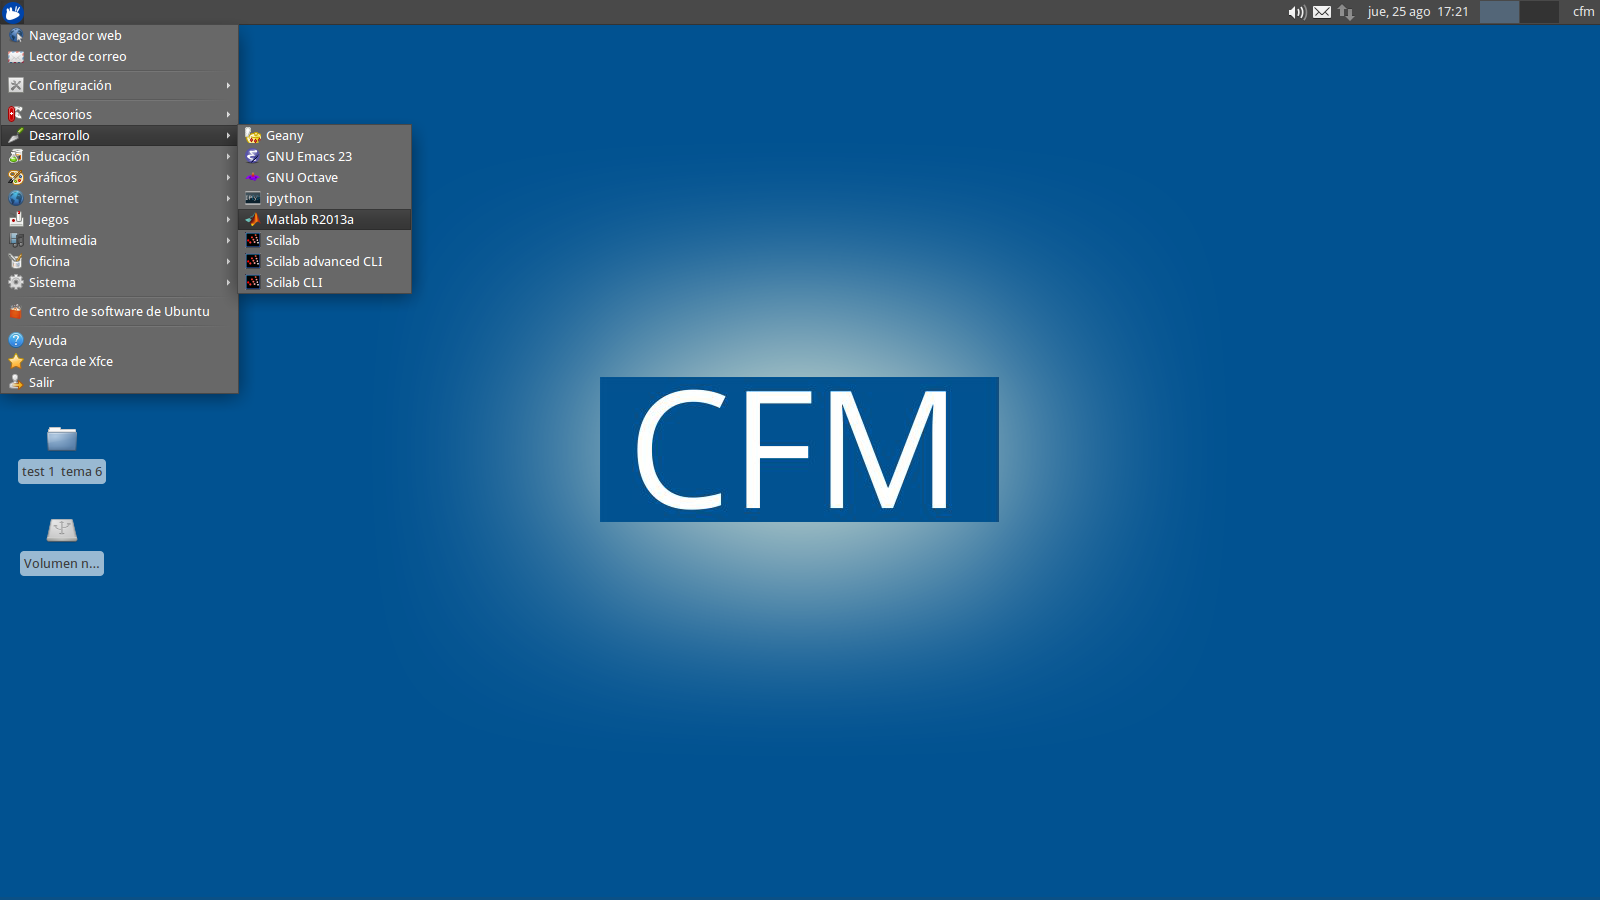 jue, 25 ago 17:21
cfm
Navegador web
Lector de correo
Configuración
Accesorios
Desarrollo
Educación
Gráficos
Internet
Juegos
Multimedia
Oficina
Sistema
Centro de software de Ubuntu
Ayuda
Acerca de Xfce
Salir
Geany
GNU Emacs 23
GNU Octave
ipython
Matlab R2013a
Scilab
Scilab advanced CLI
Scilab CLI
test 1 tema 6
Volumen n...
CFM